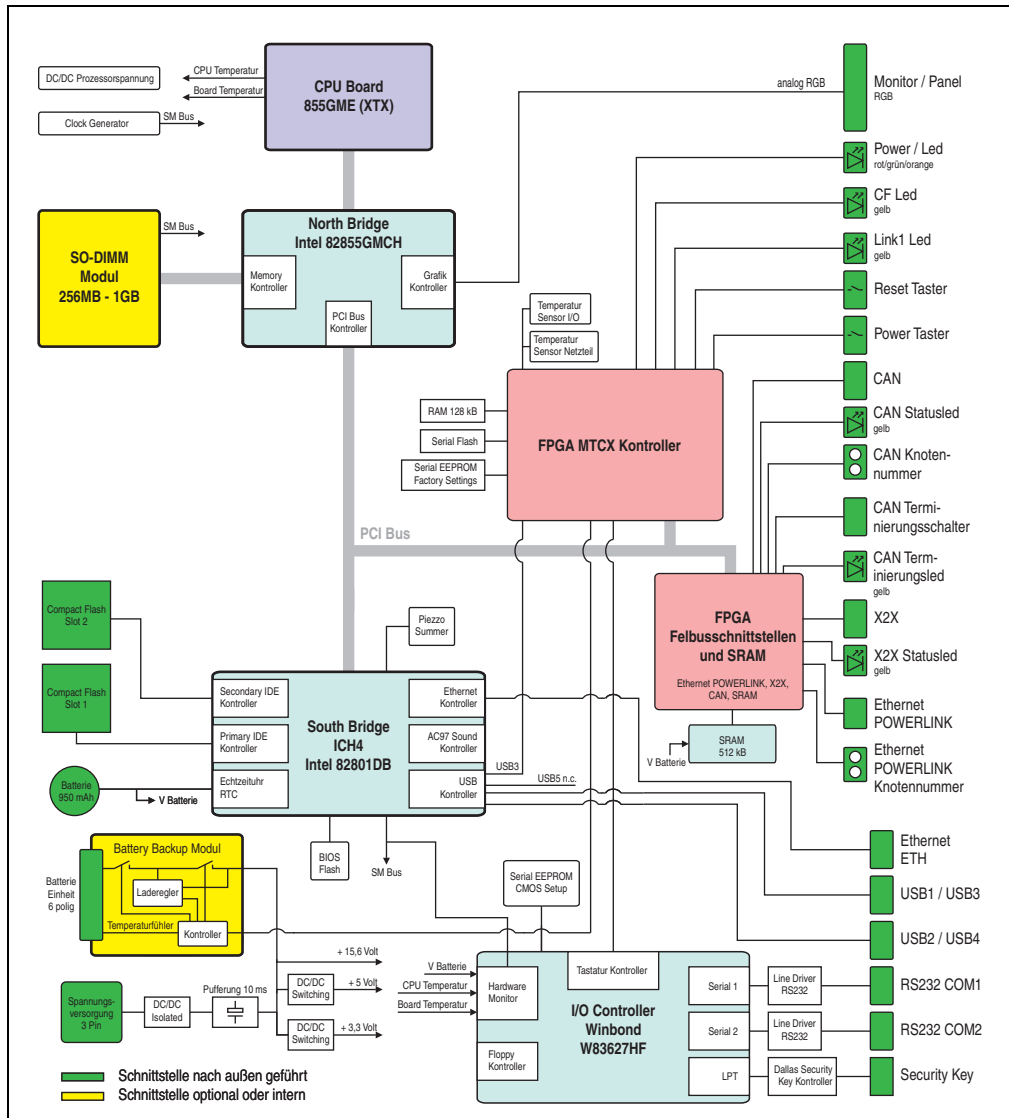 DC/DC Prozessorspannung
CPU Temperatur
Board Temperatur
Clock Generator
SM Bus
CPU Board
855GME (XTX)
analog RGB
Monitor / Panel
RGB
Power / Led
rot/grün/orange
CF Led
gelb
Link1 Led
gelb
Reset Taster
Power Taster
CAN
CAN Statusled
gelb
CAN Knoten-
nummer
CAN Termi-
nierungsschalter
CAN Term-
inierungsled
gelb
X2X
X2X Statusled
gelb
Ethernet
POWERLINK
Ethernet
POWERLINK
Knotennummer
SO-DIMM
Modul
256MB - 1GB
SM Bus
North Bridge
Intel 82855GMCH
Memory
Kontroller
Grafik
Kontroller
PCI Bus
Kontroller
Temperatur
Sensor I/O
Temperatur
Sensor Netzteil
RAM 128 kB
Serial Flash
Serial EEPROM
Factory Settings
FPGA MTCX Kontroller
PCI Bus
FPGA
Felbusschnittstellen
und SRAM
Ethernet POWERLINK, X2X,
CAN, SRAM
V Batterie
SRAM
512 kB
Compact Flash
Slot 2
Compact Flash
Slot 1
Piezzo
Summer
Secondary IDE
Kontroller
Ethernet
Kontroller
South Bridge
ICH4
Intel 82801DB
Primary IDE
Kontroller
AC97 Sound
Kontroller
Echtzeituhr
RTC
USB
Kontroller
USB3
USB5 n.c.
Batterie
950 mAh
V Batterie
BIOS
Flash
SM Bus
Battery Backup Modul
Batterie
Einheit
6 polig
Laderegler
Temperaturfühler
Kontroller
Serial EEPROM
CMOS Setup
Ethernet
ETH
USB1 / USB3
USB2 / USB4
+ 15,6 Volt
DC/DC
Switching
+ 5 Volt
DC/DC
Switching
+ 3,3 Volt
Spannungs-
versorgung
3 Pin
DC/DC
Isolated
Pufferung 10 ms
V Batterie
CPU Temperatur
Board Temperatur
Hardware
Monitor
Tastatur Kontroller
I/O Controller
Winbond
W83627HF
Floppy
Kontroller
Serial 1
Line Driver
RS232
RS232 COM1
Serial 2
Line Driver
RS232
RS232 COM2
LPT
Dallas Security
Key Kontroller
Security Key
Schnittstelle nach außen geführt
Schnittstelle optional oder intern